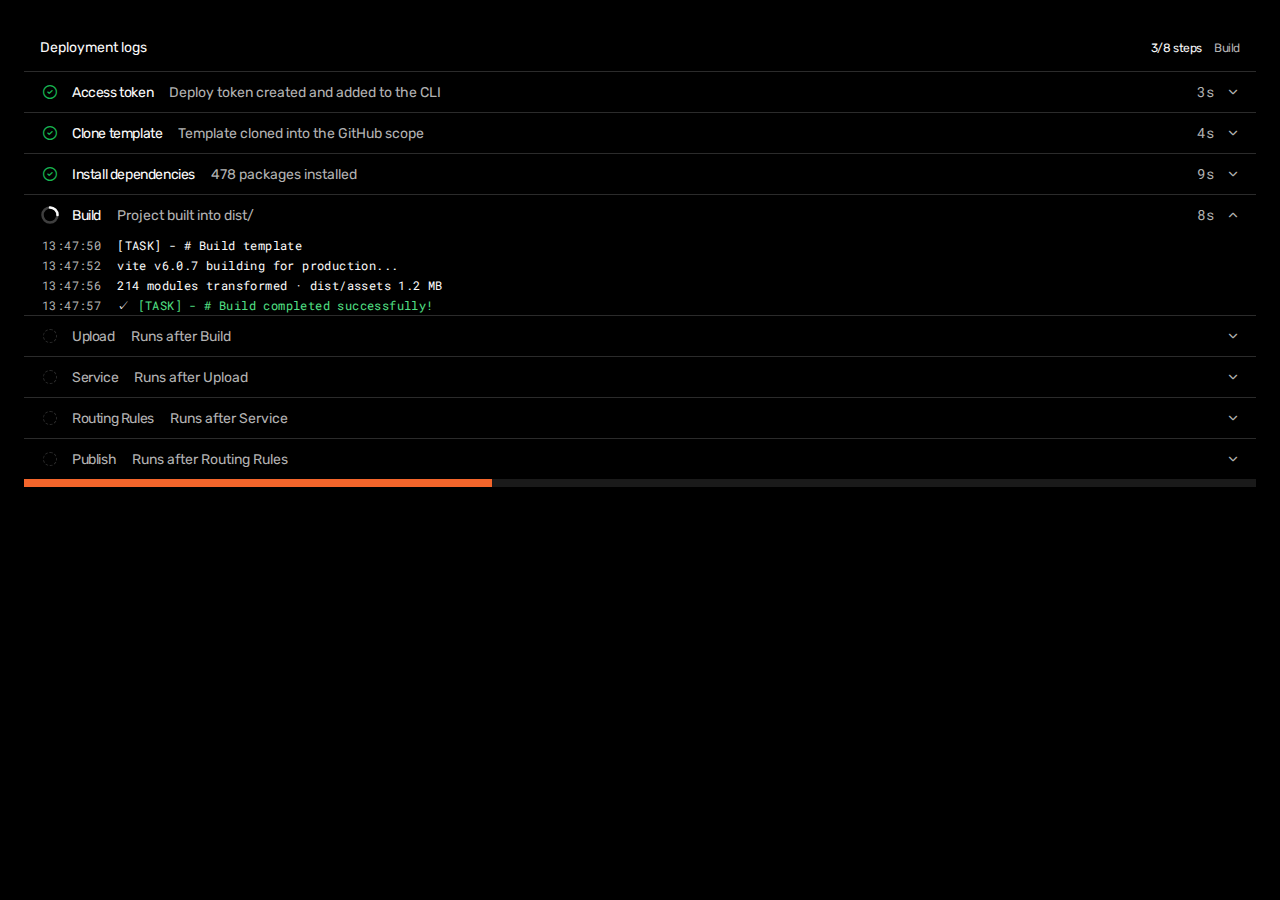 Deployment logs 3/8 steps Build
Access token Deploy token created and added to the CLI 3s
Clone template Template cloned into the GitHub scope 4s
Install dependencies 478 packages installed 9s
Build Project built into dist/ 8s
13:47:50 [TASK] - # Build template
13:47:52 vite v6.0.7 building for production...
13:47:56 214 modules transformed · dist/assets 1.2 MB
13:47:57 ✓ [TASK] - # Build completed successfully!
Upload Runs after Build
Service Runs after Upload
Routing Rules Runs after Service
Publish Runs after Routing Rules